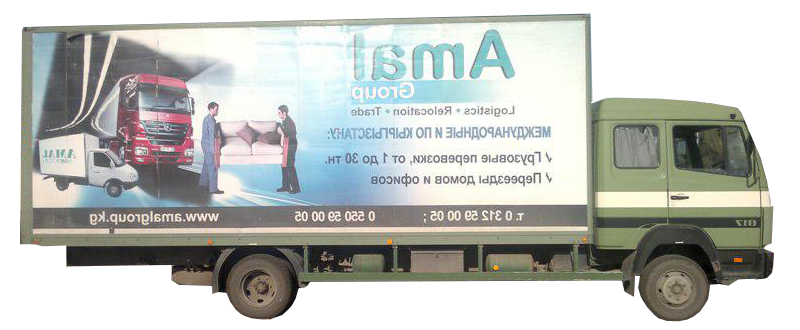 Amal
Group
Logistics • Relocation • Trade
МЕЖДУНАРОДНЫЕ И ПО КЫРГЫЗСТАНУ:
✓ Грузовые перевозки, от 1 до 30 тн.
✓ Переезды домов и офисов
т. 0 312 59 00 05 ; 0 550 59 00 05 www.amalgroup.kg
AMAL
817